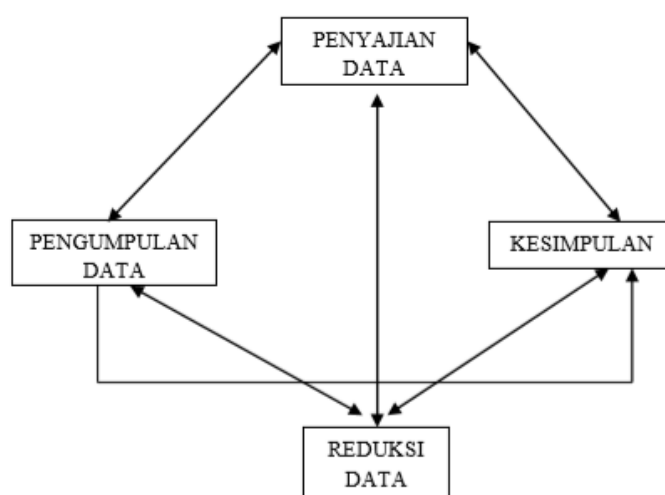 PENYAJIAN
DATA
PENGUMPULAN
DATA
KESIMPULAN
REDUKSI
DATA